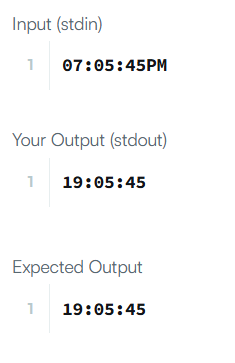 Input (stdin)
1 07:05:45PM
Your Output (stdout)
1 19:05:45
Expected Output
1 19:05:45